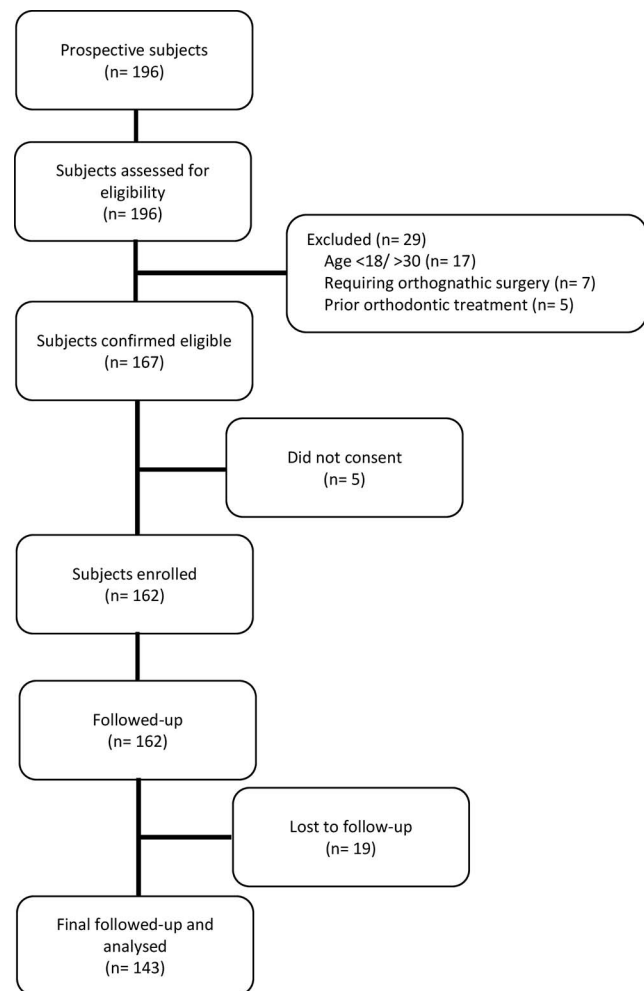 Prospective subjects
(n= 196)
Subjects assessed for
eligibility
(n= 196)
Excluded (n= 29)
Age <18/ >30 (n= 17)
Requiring orthognathic surgery (n= 7)
Prior orthodontic treatment (n= 5)
Subjects confirmed eligible
(n= 167)
Did not consent
(n= 5)
Subjects enrolled
(n= 162)
Followed-up
(n= 162)
Lost to follow-up
(n= 19)
Final followed-up and
analysed
(n= 143)